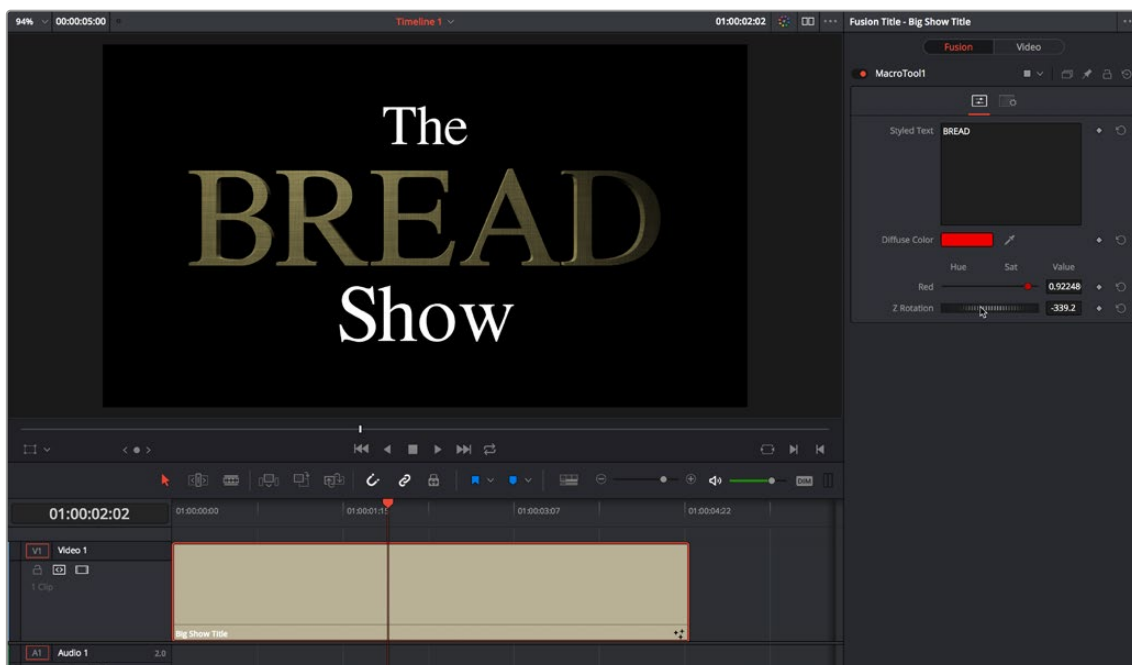 94% 00:00:05:00 Timeline 1 01:00:02:02 Fusion Title - Big Show Title
Fusion Video
MacroTool1
Styled Text BREAD
The
BREAD
Show
Diffuse Color
Hue Sat Value
Red 0.92248
Z Rotation -339.2
DIM
01:00:02:02 01:00:00:00 01:00:01:15 01:00:03:07 01:00:04:22
V1 Video 1
1 Clip
Big Show Title
A1 Audio 1 2.0